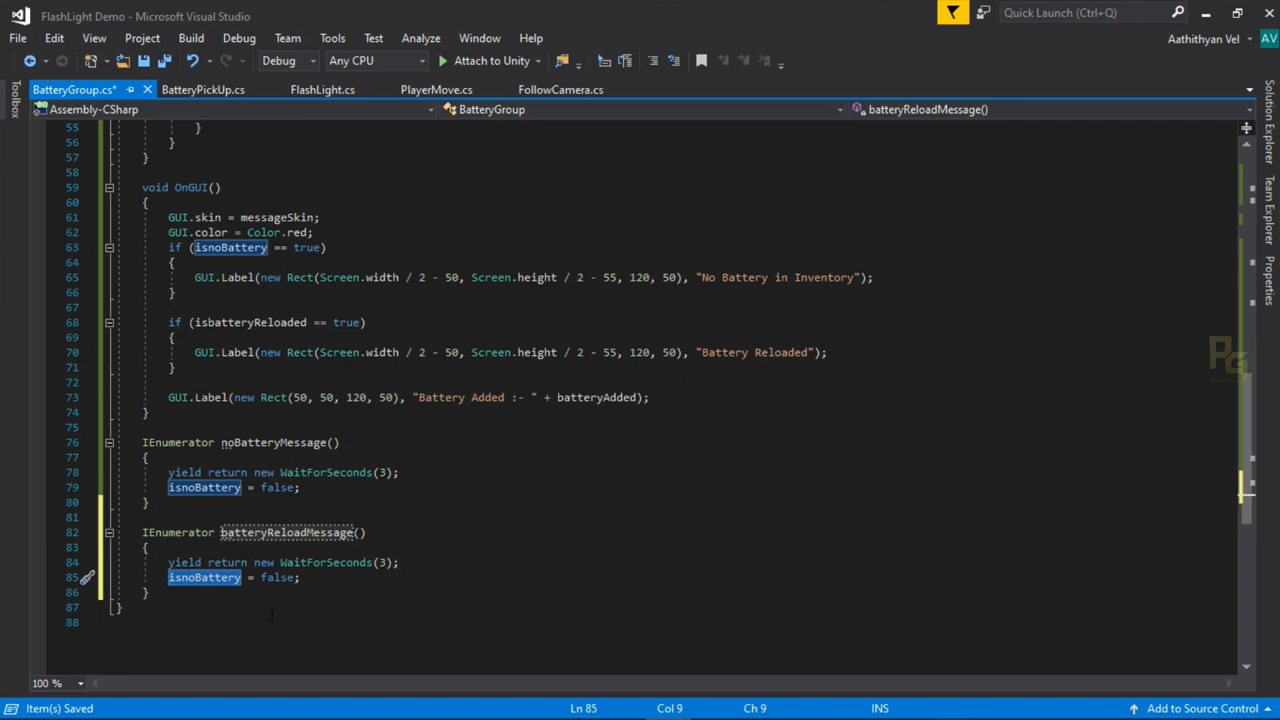 FlashLight Demo - Microsoft Visual Studio
Quick Launch (Ctrl+Q)
File Edit View Project Build Debug Team Tools Test Analyze Window Help
Aathithyan Vel AV
Debug Any CPU Attach to Unity
BatteryGroup.cs* BatteryPickUp.cs FlashLight.cs PlayerMove.cs FollowCamera.cs
Assembly-CSharp BatteryGroup batteryReloadMessage()
Toolbox
Solution Explorer
Team Explorer
Properties
55 }
56 }
57 }
58
59 void OnGUI()
60 {
61 GUI.skin = messageSkin;
62 GUI.color = Color.red;
63 if (isnoBattery == true)
64 {
65 GUI.Label(new Rect(Screen.width / 2 - 50, Screen.height / 2 - 55, 120, 50), "No Battery in Inventory");
66 }
67
68 if (isbatteryReloaded == true)
69 {
70 GUI.Label(new Rect(Screen.width / 2 - 50, Screen.height / 2 - 55, 120, 50), "Battery Reloaded");
71 }
72
73 GUI.Label(new Rect(50, 50, 120, 50), "Battery Added :- " + batteryAdded);
74 }
75
76 IEnumerator noBatteryMessage()
77 {
78 yield return new WaitForSeconds(3);
79 isnoBattery = false;
80 }
81
82 IEnumerator batteryReloadMessage()
83 {
84 yield return new WaitForSeconds(3);
85 isnoBattery = false;
86 }
87 }
88
PG
100 %
Item(s) Saved Ln 85 Col 9 Ch 9 INS Add to Source Control